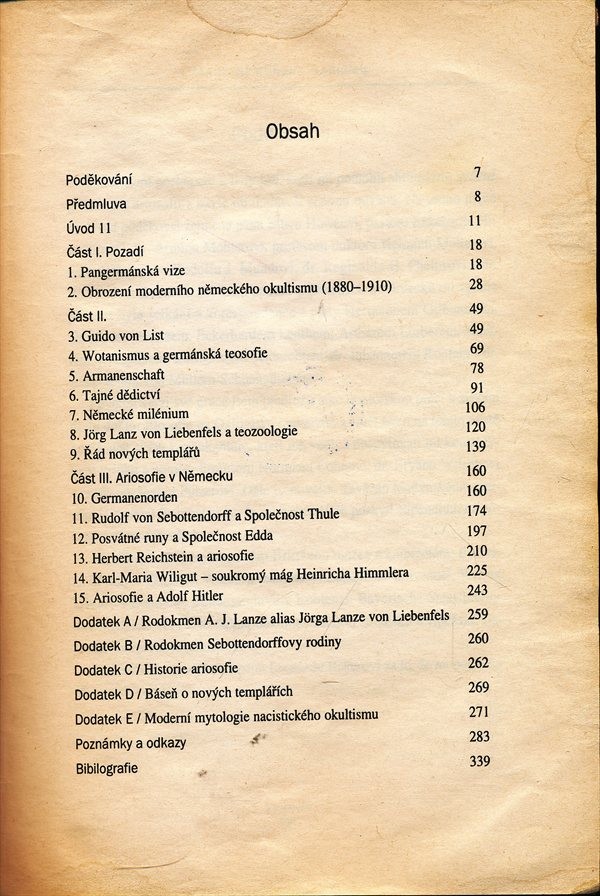 Obsah
Poděkování 7
Předmluva 8
Úvod 11 11
Část I. Pozadí 18
1. Pangermánská vize 18
2. Obrození moderního německého okultismu (1880–1910) 28
Část II. 49
3. Guido von List 49
4. Wotanismus a germánská teosofie 69
5. Armanenschaft 78
6. Tajné dědictví 91
7. Německé milénium 106
8. Jörg Lanz von Liebenfels a teozoologie 120
9. Řád nových templářů 139
Část III. Ariosofie v Německu 160
10. Germanenorden 160
11. Rudolf von Sebottendorff a Společnost Thule 174
12. Posvátné runy a Společnost Edda 197
13. Herbert Reichstein a ariosofie 210
14. Karl-Maria Wiligut – soukromý mág Heinricha Himmlera 225
15. Ariosofie a Adolf Hitler 243
Dodatek A / Rodokmen A. J. Lanze alias Jörga Lanze von Liebenfels 259
Dodatek B / Rodokmen Sebottendorffovy rodiny 260
Dodatek C / Historie ariosofie 262
Dodatek D / Báseň o nových templářích 269
Dodatek E / Moderní mytologie nacistického okultismu 271
Poznámky a odkazy 283
Bibilografie 339